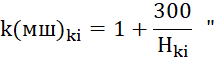 k(мш)ki = 1 + 300/Hki "